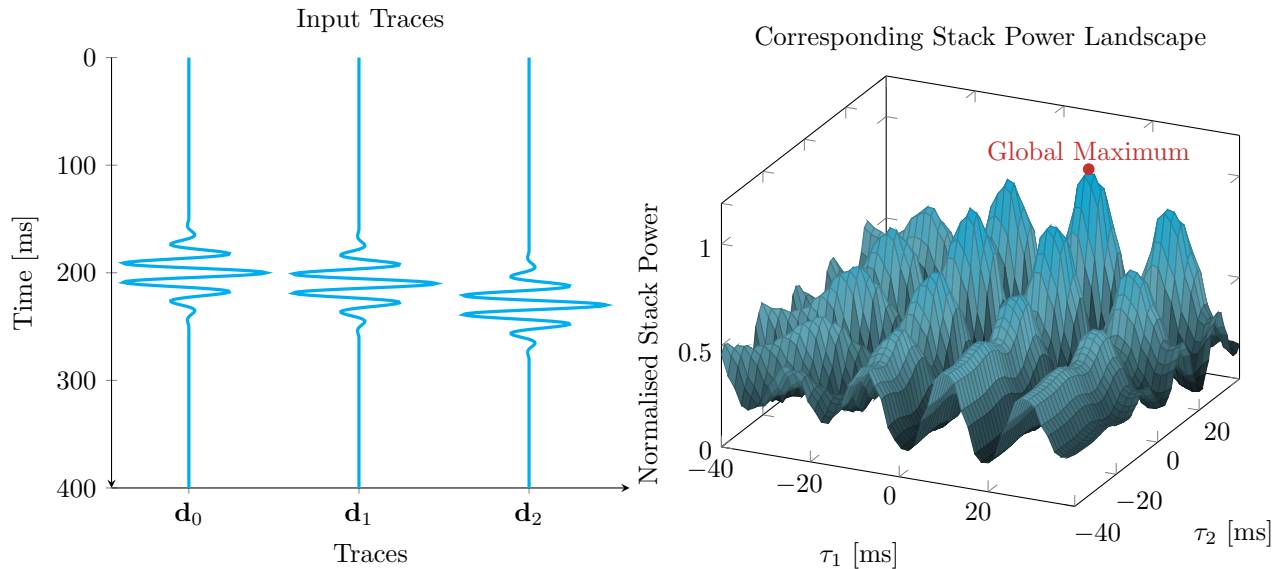 Input Traces
0
100
200
300
400
Time [ms]
d₀ d₁ d₂
Traces
Corresponding Stack Power Landscape
Global Maximum
Normalised Stack Power
1
0.5
0
−40 −20 0 20
τ₁ [ms]
−40 −20 0 20
τ₂ [ms]